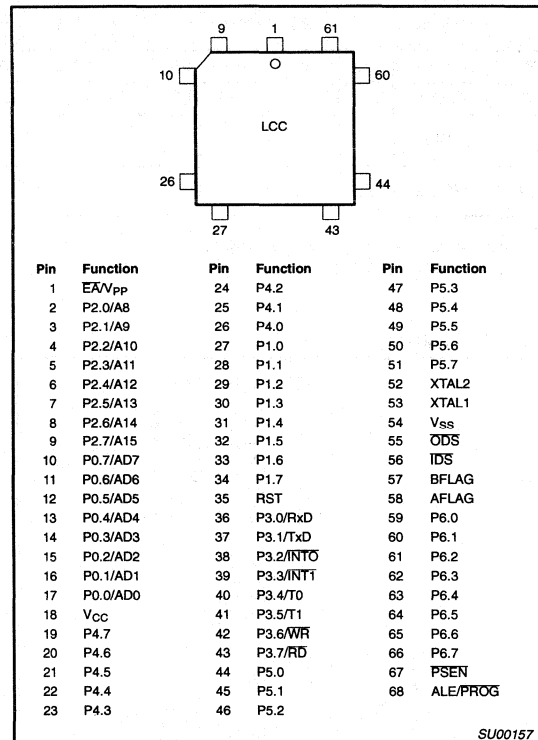 9 1 61
10 60
LCC
26 44
27 43
Pin Function Pin Function Pin Function
1 E̅A̅/VPP 24 P4.2 47 P5.3
2 P2.0/A8 25 P4.1 48 P5.4
3 P2.1/A9 26 P4.0 49 P5.5
4 P2.2/A10 27 P1.0 50 P5.6
5 P2.3/A11 28 P1.1 51 P5.7
6 P2.4/A12 29 P1.2 52 XTAL2
7 P2.5/A13 30 P1.3 53 XTAL1
8 P2.6/A14 31 P1.4 54 VSS
9 P2.7/A15 32 P1.5 55 O̅D̅S̅
10 P0.7/AD7 33 P1.6 56 I̅D̅S̅
11 P0.6/AD6 34 P1.7 57 BFLAG
12 P0.5/AD5 35 RST 58 AFLAG
13 P0.4/AD4 36 P3.0/RxD 59 P6.0
14 P0.3/AD3 37 P3.1/TxD 60 P6.1
15 P0.2/AD2 38 P3.2/I̅N̅T̅O̅ 61 P6.2
16 P0.1/AD1 39 P3.3/I̅N̅T̅1̅ 62 P6.3
17 P0.0/AD0 40 P3.4/T0 63 P6.4
18 VCC 41 P3.5/T1 64 P6.5
19 P4.7 42 P3.6/W̅R̅ 65 P6.6
20 P4.6 43 P3.7/R̅D̅ 66 P6.7
21 P4.5 44 P5.0 67 P̅S̅E̅N̅
22 P4.4 45 P5.1 68 ALE/P̅R̅O̅G̅
23 P4.3 46 P5.2
SU00157